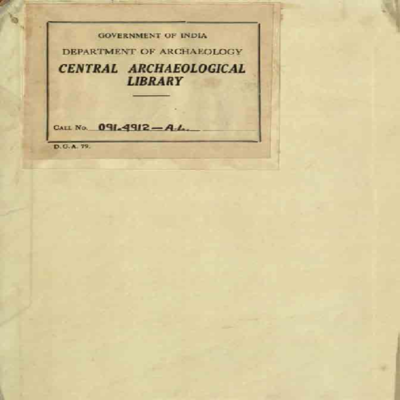 GOVERNMENT OF INDIA
DEPARTMENT OF ARCHAEOLOGY
CENTRAL ARCHAEOLOGICAL
LIBRARY
CALL No. 091.4912-A.L.
D.G.A. 79.